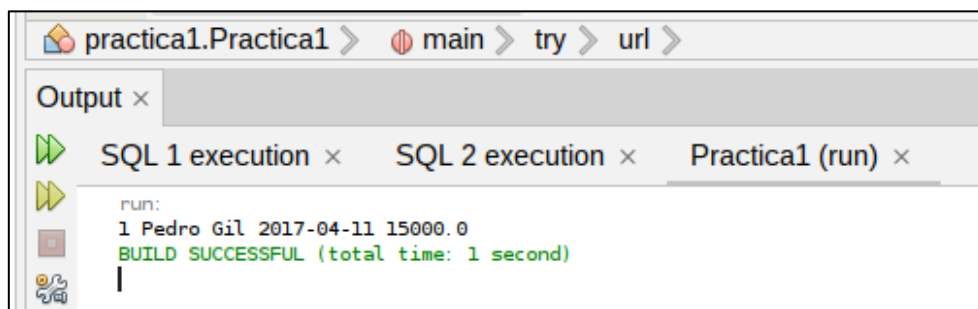 practica1.Practica1 main try url
Output ×
SQL 1 execution × SQL 2 execution × Practica1 (run) ×
run:
1 Pedro Gil 2017-04-11 15000.0
BUILD SUCCESSFUL (total time: 1 second)